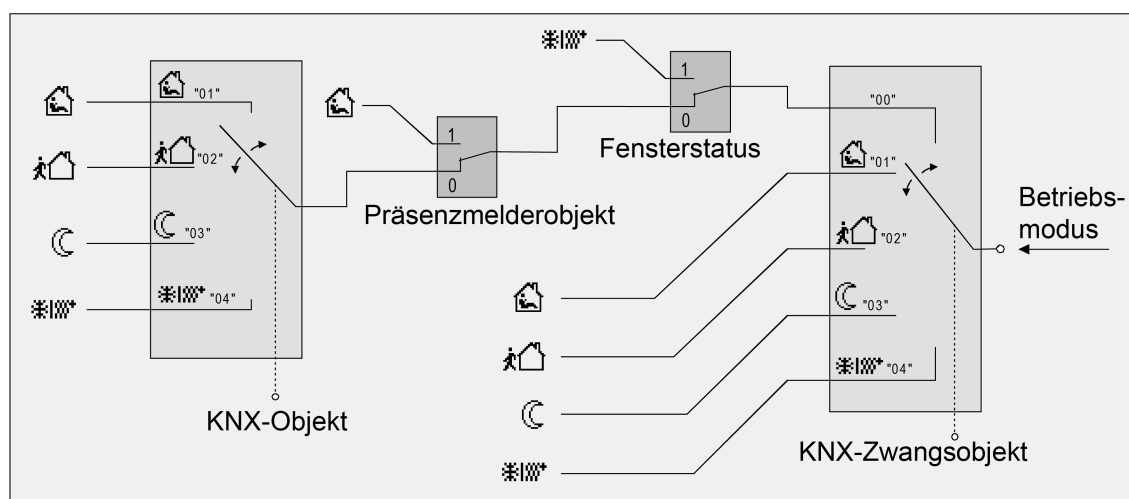 "01"
"02"
"03"
"04"
KNX-Objekt
1
0
Präsenzmelderobjekt
1
0
Fensterstatus
"00"
"01"
"02"
"03"
"04"
KNX-Zwangsobjekt
Betriebs-
modus